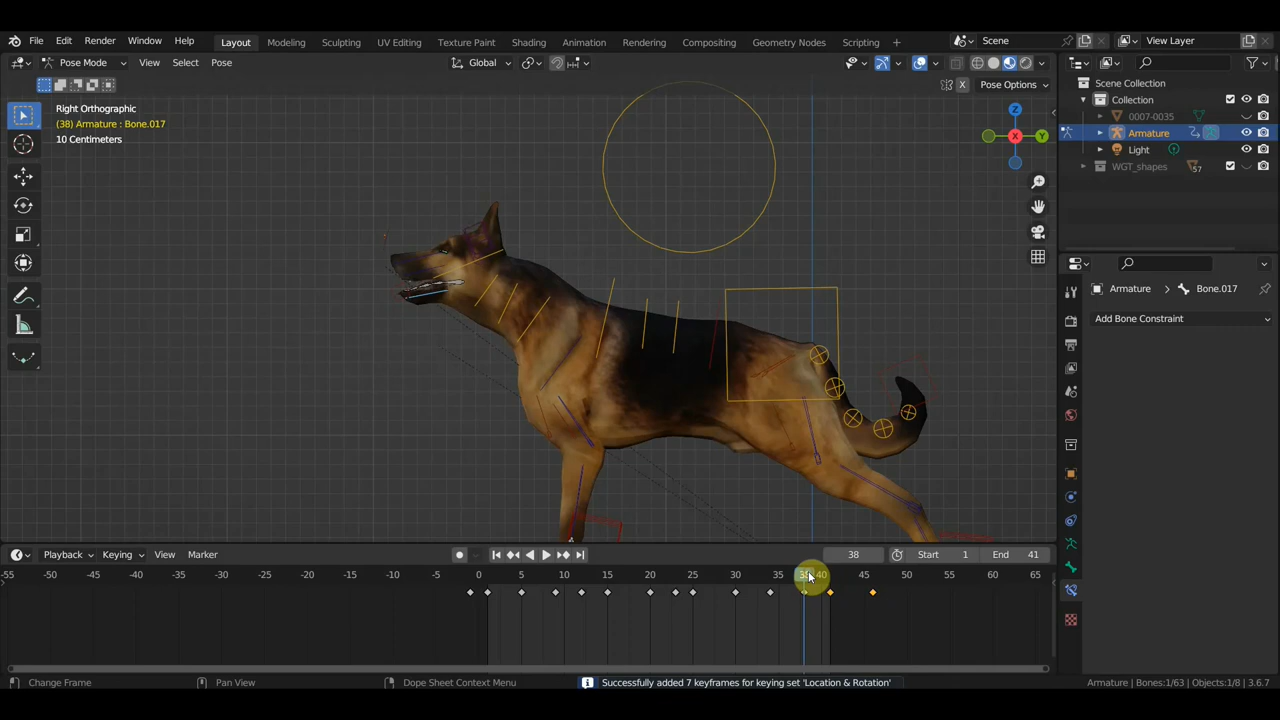 File Edit Render Window Help Layout Modeling Sculpting UV Editing Texture Paint Shading Animation Rendering Compositing Geometry Nodes Scripting + Scene View Layer
Pose Mode View Select Pose Global
X Pose Options
Right Orthographic
(38) Armature : Bone.017
10 Centimeters
Z
X
Y
Scene Collection
Collection
0007-0035
Armature
Light
WGT_shapes 57
Armature > Bone.017
Add Bone Constraint
Playback Keying View Marker 38 Start 1 End 41
-55 -45 -35 -25 -15 -5 0 5 10 15 20 25 30 35 38 40 45 50 55 60 65
Change Frame Pan View Dope Sheet Context Menu Successfully added 7 keyframes for keying set 'Location & Rotation' Armature | Bones:1/63 | Objects:1/8 | 3.6.7